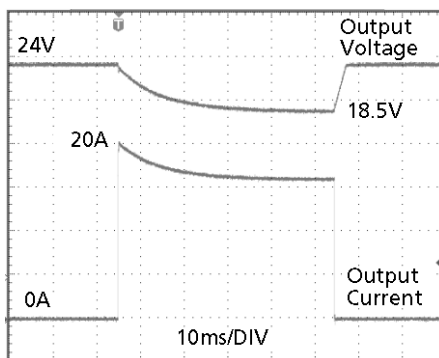 T
24V
Output
Voltage
18.5V
20A
0A
Output
Current
10ms/DIV